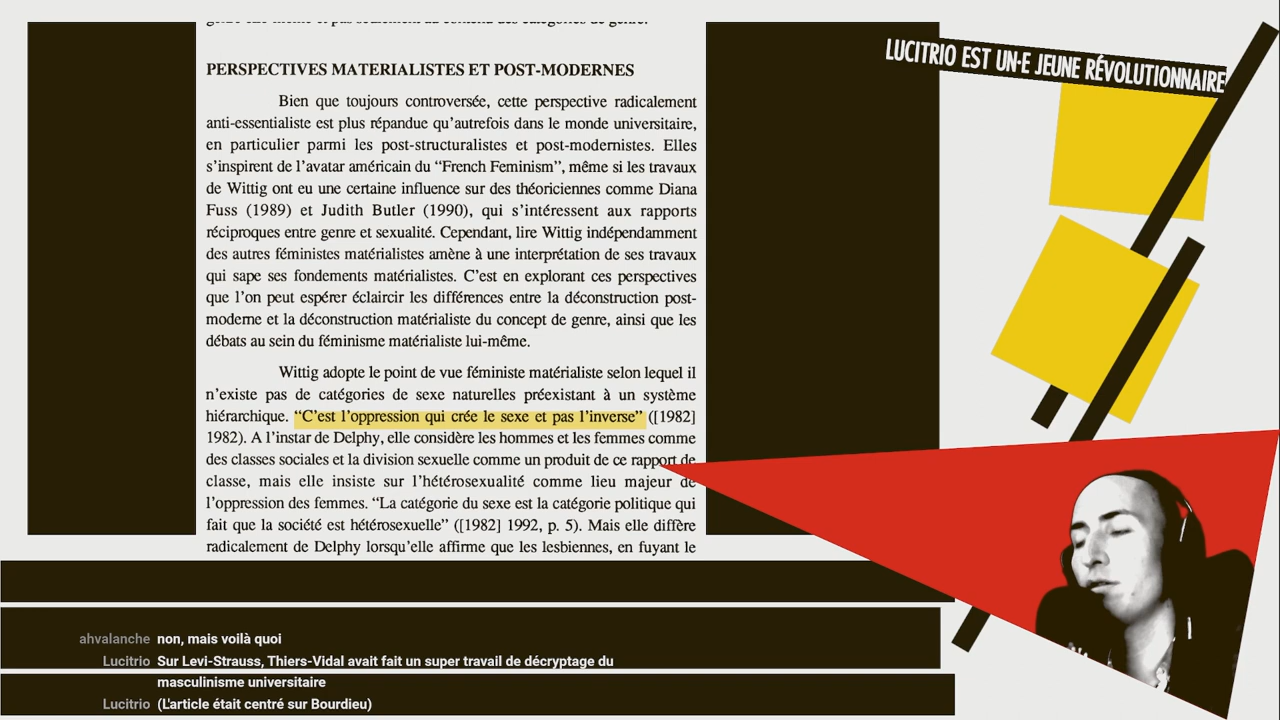 genre elle-même et pas seulement au contenu des catégories de genre.
PERSPECTIVES MATERIALISTES ET POST-MODERNES
Bien que toujours controversée, cette perspective radicalement
anti-essentialiste est plus répandue qu'autrefois dans le monde universitaire,
en particulier parmi les post-structuralistes et post-modernistes. Elles
s'inspirent de l'avatar américain du “French Feminism”, même si les travaux
de Wittig ont eu une certaine influence sur des théoriciennes comme Diana
Fuss (1989) et Judith Butler (1990), qui s'intéressent aux rapports
réciproques entre genre et sexualité. Cependant, lire Wittig indépendamment
des autres féministes matérialistes amène à une interprétation de ses travaux
qui sape ses fondements matérialistes. C'est en explorant ces perspectives
que l'on peut espérer éclaircir les différences entre la déconstruction post-
moderne et la déconstruction matérialiste du concept de genre, ainsi que les
débats au sein du féminisme matérialiste lui-même.
Wittig adopte le point de vue féministe matérialiste selon lequel il
n'existe pas de catégories de sexe naturelles préexistant à un système
hiérarchique. “C'est l'oppression qui crée le sexe et pas l'inverse” ([1982]
1982). A l'instar de Delphy, elle considère les hommes et les femmes comme
des classes sociales et la division sexuelle comme un produit de ce rapport de
classe, mais elle insiste sur l'hétérosexualité comme lieu majeur de
l'oppression des femmes. “La catégorie du sexe est la catégorie politique qui
fait que la société est hétérosexuelle” ([1982] 1992, p. 5). Mais elle diffère
radicalement de Delphy lorsqu'elle affirme que les lesbiennes, en fuyant le
LUCITRIO EST UN·E JEUNE RÉVOLUTIONNAIRE
ahvalanche non, mais voilà quoi
Lucitrio Sur Levi-Strauss, Thiers-Vidal avait fait un super travail de décryptage du
masculinisme universitaire
Lucitrio (L'article était centré sur Bourdieu)